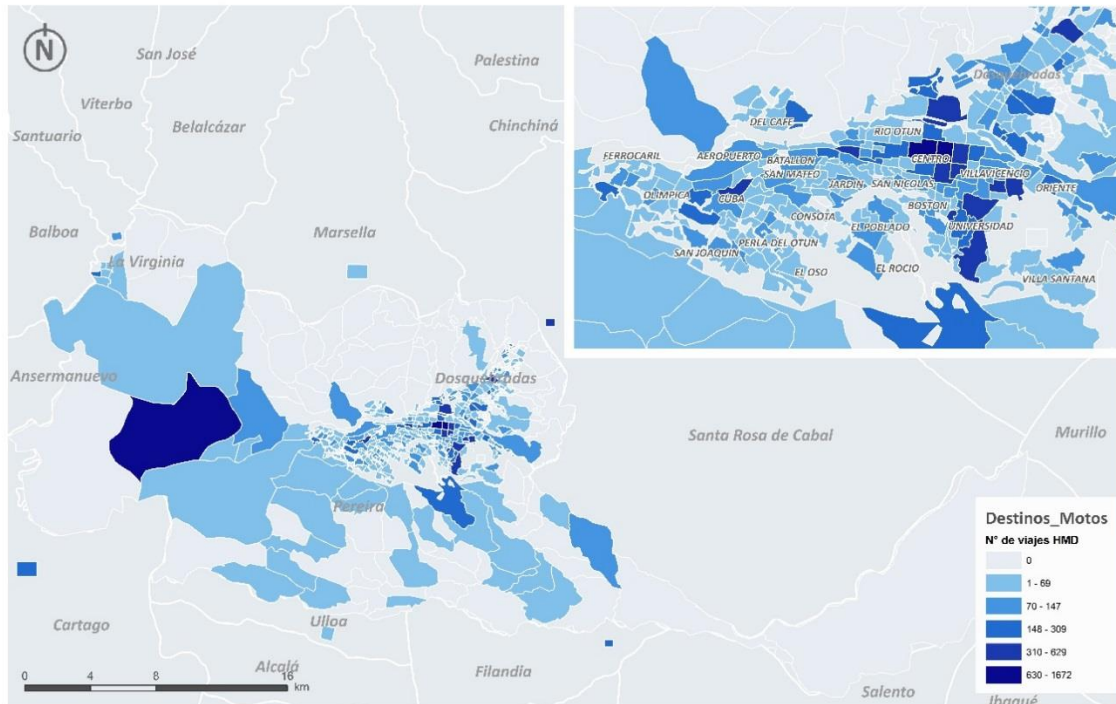 N
San José
Palestina
Viterbo
Santuario
Belalcázar
Chinchiná
Balboa
Marsella
La Virginia
Ansermanuevo
Dosquebradas
Santa Rosa de Cabal
Murillo
Pereira
Cartago
Ulloa
Alcalá
Filandia
Salento
Ibagué
0 4 8 16
km
Dosquebradas
DEL CAFE
RIO OTUN
FERROCARIL
AEROPUERTO
BATALLON
CENTRO
SAN MATEO
VILLAVICENCIO
OLIMPICA
CUBA
JARDIN
SAN NICOLAS
ORIENTE
BOSTON
CONSOTA
EL POBLADO
UNIVERSIDAD
PERLA DEL OTUN
SAN JOAQUIN
EL OSO
EL ROCIO
VILLA SANTANA
Destinos_Motos
N° de viajes HMD
0
1 - 69
70 - 147
148 - 309
310 - 629
630 - 1672